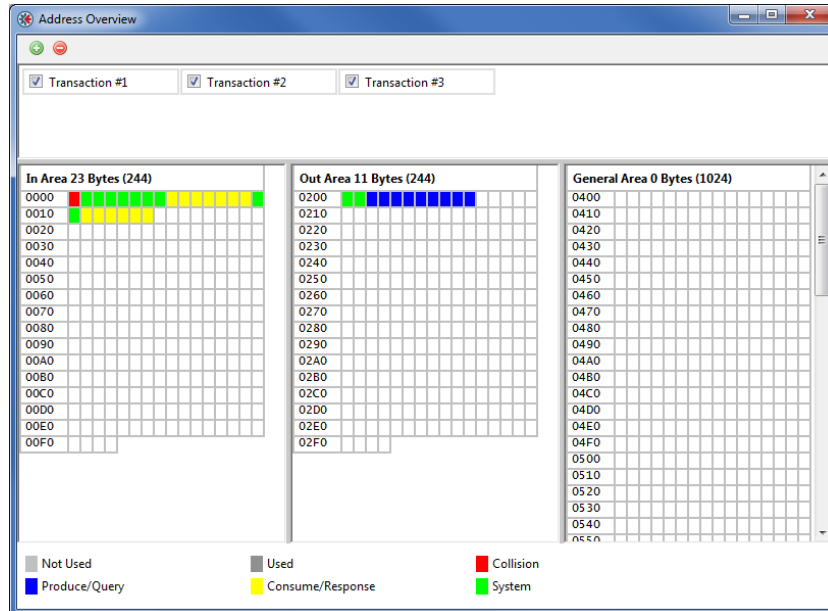 Address Overview
Transaction #1 Transaction #2 Transaction #3
In Area 23 Bytes (244)
0000
0010
0020
0030
0040
0050
0060
0070
0080
0090
00A0
00B0
00C0
00D0
00E0
00F0
Out Area 11 Bytes (244)
0200
0210
0220
0230
0240
0250
0260
0270
0280
0290
02A0
02B0
02C0
02D0
02E0
02F0
General Area 0 Bytes (1024)
0400
0410
0420
0430
0440
0450
0460
0470
0480
0490
04A0
04B0
04C0
04D0
04E0
04F0
0500
0510
0520
0530
0540
0550
Not Used Used Collision
Produce/Query Consume/Response System